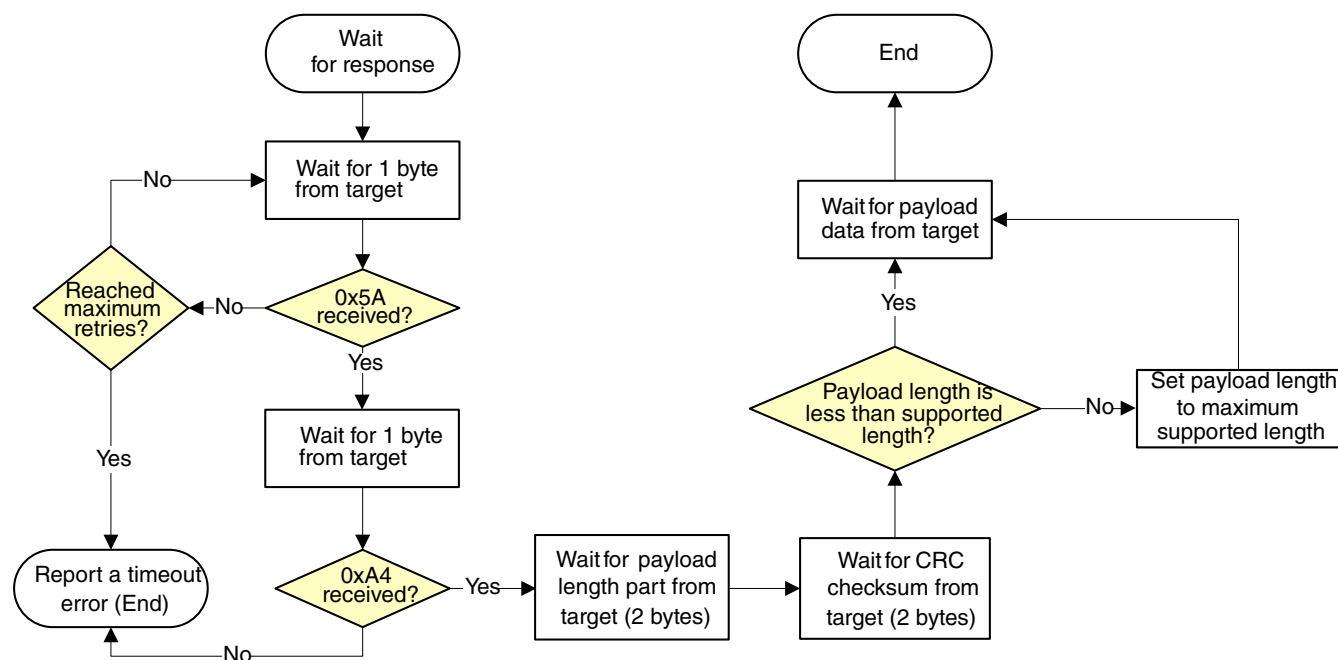 Wait
for response
Wait for 1 byte
from target
No
Reached
maximum
retries?
No
0x5A
received?
Yes
Wait for 1 byte
from target
Yes
Report a timeout
error (End)
0xA4
received?
No
Yes
Wait for payload
length part from
target (2 bytes)
Wait for CRC
checksum from
target (2 bytes)
Payload length is
less than supported
length?
No
Set payload length
to maximum
supported length
Yes
Wait for payload
data from target
End